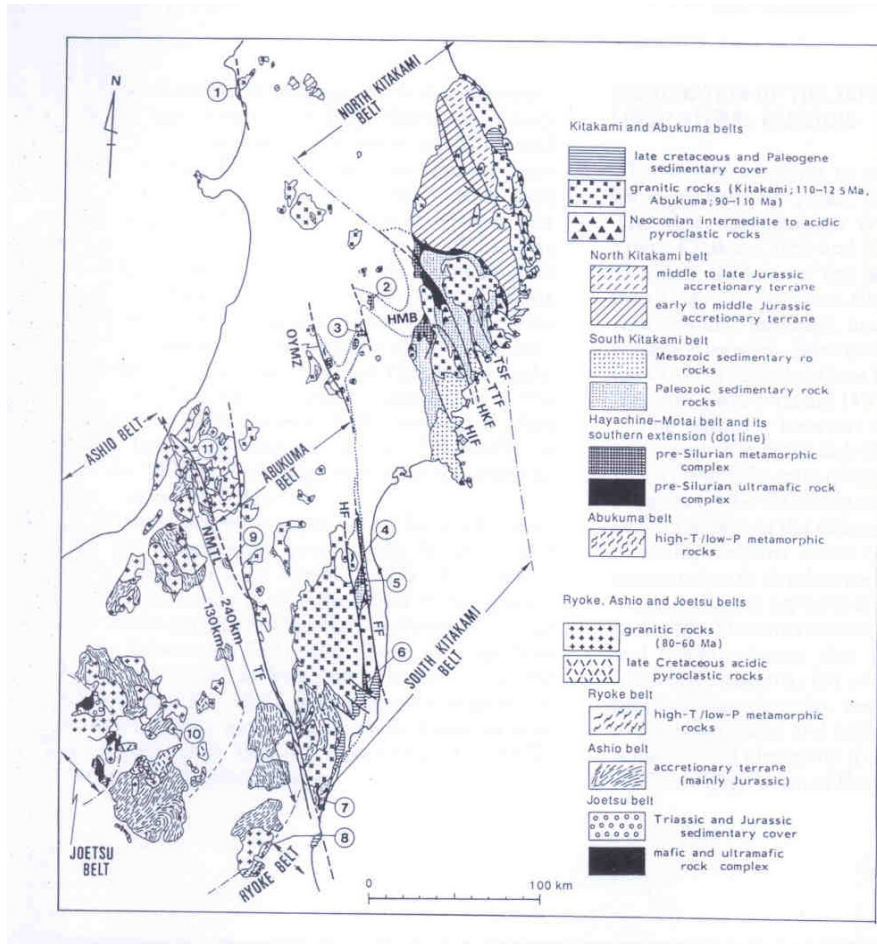 N
1
NORTH KITAKAMI
BELT
2
3
HMB
OYMZ
TSF
TTF
HKF
HIF
ASHIO BELT
11
ABUKUMA
BELT
NNTL
9
HF
4
5
240km
130km
FF
6
SOUTH KITAKAMI
BELT
TF
10
7
8
JOETSU
BELT
RYOKE BELT
0
100 km
Kitakami and Abukuma belts
late cretaceous and Paleogene
sedimentary cover
granitic rocks (Kitakami; 110-12 5 Ma,
Abukuma; 90-110 Ma)
Neocomian intermediate to acidic
pyroclastic rocks
North Kitakami belt
middle to late Jurassic
accretionary terrane
early to middle Jurassic
accretionary terrane
South Kitakami belt
Mesozoic sedimentary ro
rocks
Paleozoic sedimentary rock
rocks
Hayachine-Motai belt and its
southern extension (dot line)
pre-Silurian metamorphic
complex
pre-Silurian ultramafic rock
complex
Abukuma belt
high-T/low-P metamorphic
rocks
Ryoke, Ashio and Joetsu belts
granitic rocks
(80-60 Ma)
late Cretaceous acidic
pyroclastic rocks
Ryoke belt
high-T/low-P metamorphic
rocks
Ashio belt
accretionary terrane
(mainly Jurassic)
Joetsu belt
Triassic and Jurassic
sedimentary cover
mafic and ultramafic
rock complex